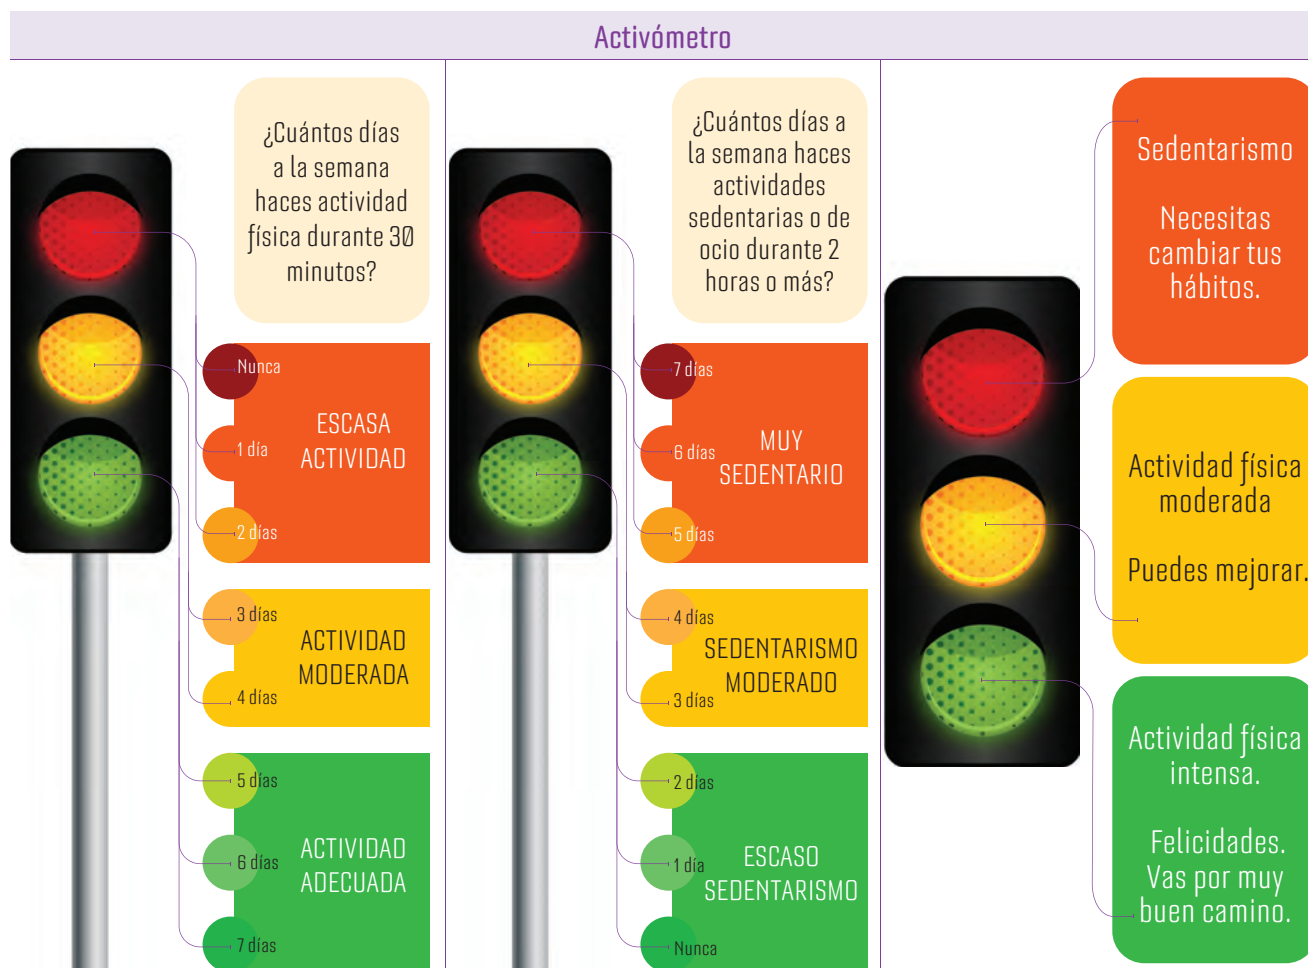 Activómetro
¿Cuántos días
a la semana
haces actividad
física durante 30
minutos?
Nunca
1 día
2 días
ESCASA
ACTIVIDAD
3 días
4 días
ACTIVIDAD
MODERADA
5 días
6 días
7 días
ACTIVIDAD
ADECUADA
¿Cuántos días a
la semana haces
actividades
sedentarias o de
ocio durante 2
horas o más?
7 días
6 días
5 días
MUY
SEDENTARIO
4 días
3 días
SEDENTARISMO
MODERADO
2 días
1 día
Nunca
ESCASO
SEDENTARISMO
Sedentarismo
Necesitas
cambiar tus
hábitos.
Actividad física
moderada
Puedes mejorar.
Actividad física
intensa.
Felicidades.
Vas por muy
buen camino.